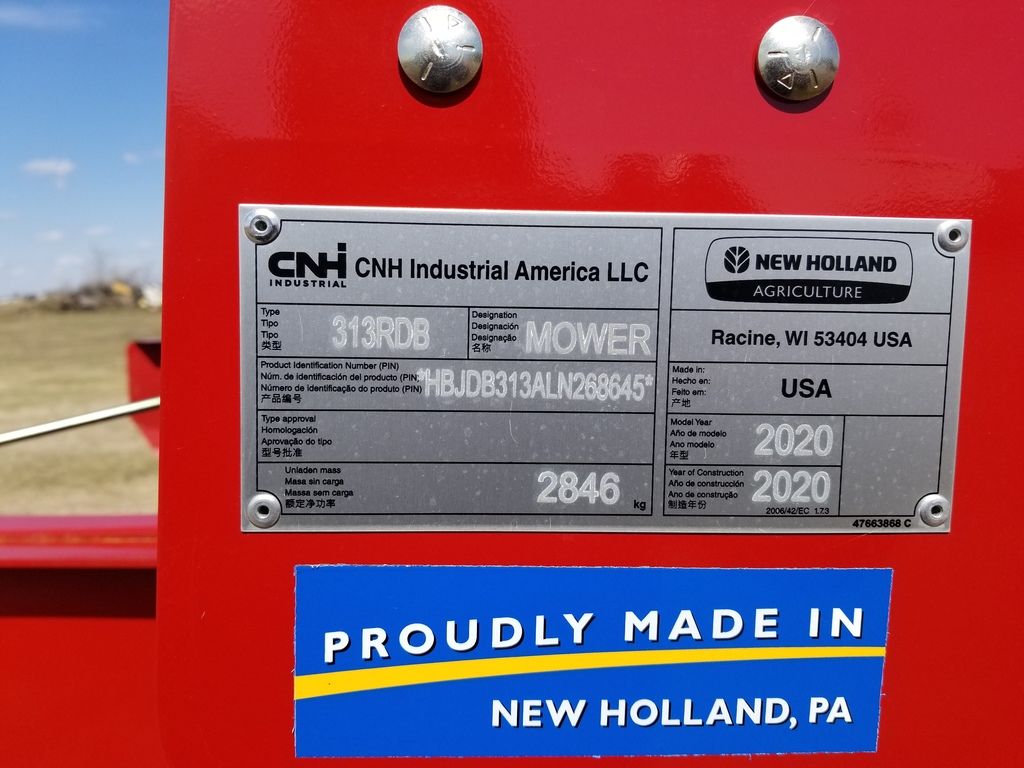 CNH
INDUSTRIAL
CNH Industrial America LLC
Type
Tipo
Tipo
类型
313RDB
Designation
Designación
Designação
名称
MOWER
Product Identification Number (PIN)
Núm. de identificación del producto (PIN)
Número de identificação do produto (PIN)
产品编号
*HBJDB313ALN268645*
Type approval
Homologación
Aprovação do tipo
型号批准
Unladen mass
Masa sin carga
Massa sem carga
额定净功率
2846
kg
NEW HOLLAND
AGRICULTURE
Racine, WI 53404 USA
Made in:
Hecho en:
Feito em:
产地
USA
Model Year
Año de modelo
Ano modelo
年型
2020
Year of Construction
Año de construcción
Ano de construção
制造年份
2020
2006/42/EC 1.7.3
47663868 C
PROUDLY MADE IN
NEW HOLLAND, PA